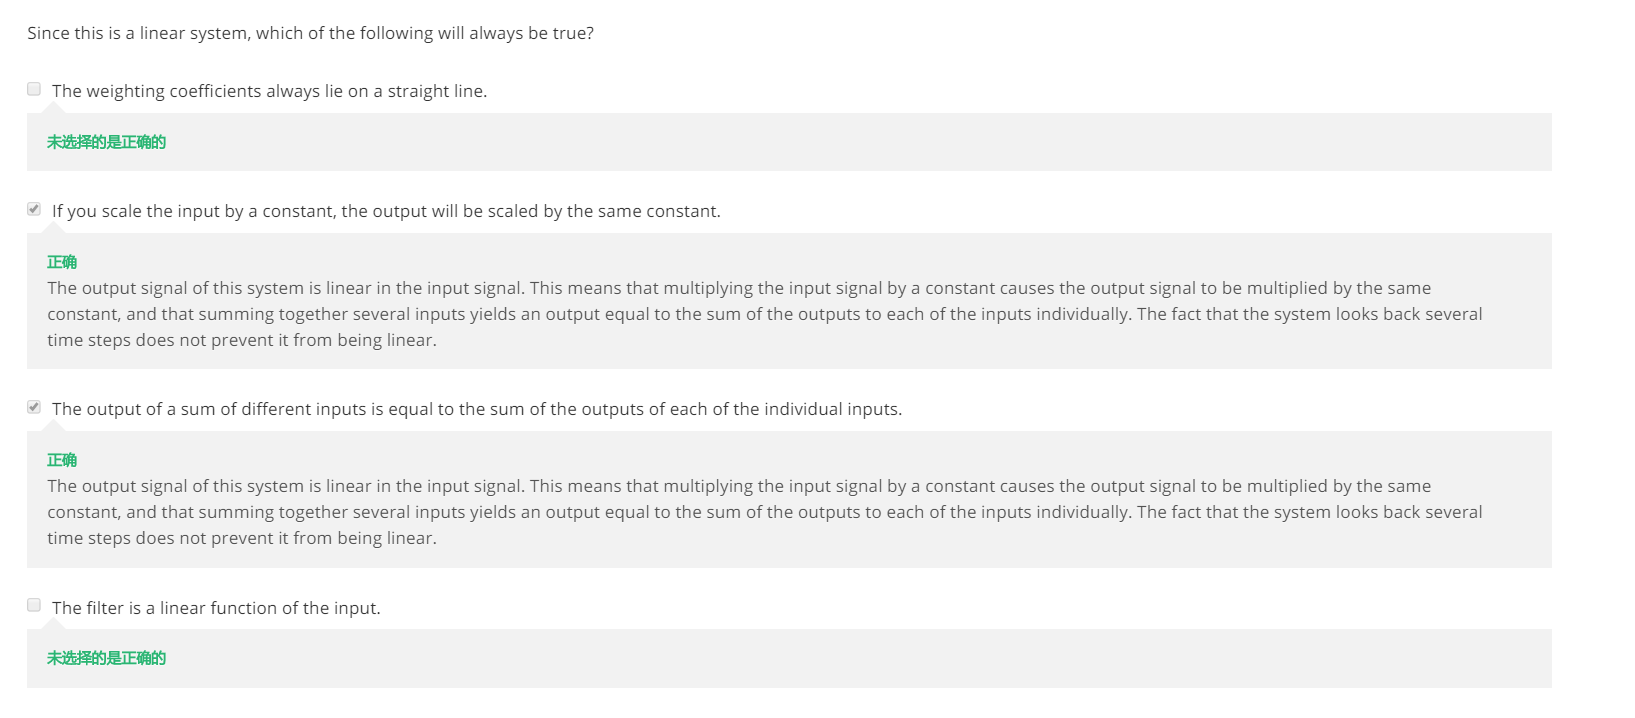 Since this is a linear system, which of the following will always be true?
The weighting coefficients always lie on a straight line.
未选择的是正确的
If you scale the input by a constant, the output will be scaled by the same constant.
正确
The output signal of this system is linear in the input signal. This means that multiplying the input signal by a constant causes the output signal to be multiplied by the same
constant, and that summing together several inputs yields an output equal to the sum of the outputs to each of the inputs individually. The fact that the system looks back several
time steps does not prevent it from being linear.
The output of a sum of different inputs is equal to the sum of the outputs of each of the individual inputs.
正确
The output signal of this system is linear in the input signal. This means that multiplying the input signal by a constant causes the output signal to be multiplied by the same
constant, and that summing together several inputs yields an output equal to the sum of the outputs to each of the inputs individually. The fact that the system looks back several
time steps does not prevent it from being linear.
The filter is a linear function of the input.
未选择的是正确的